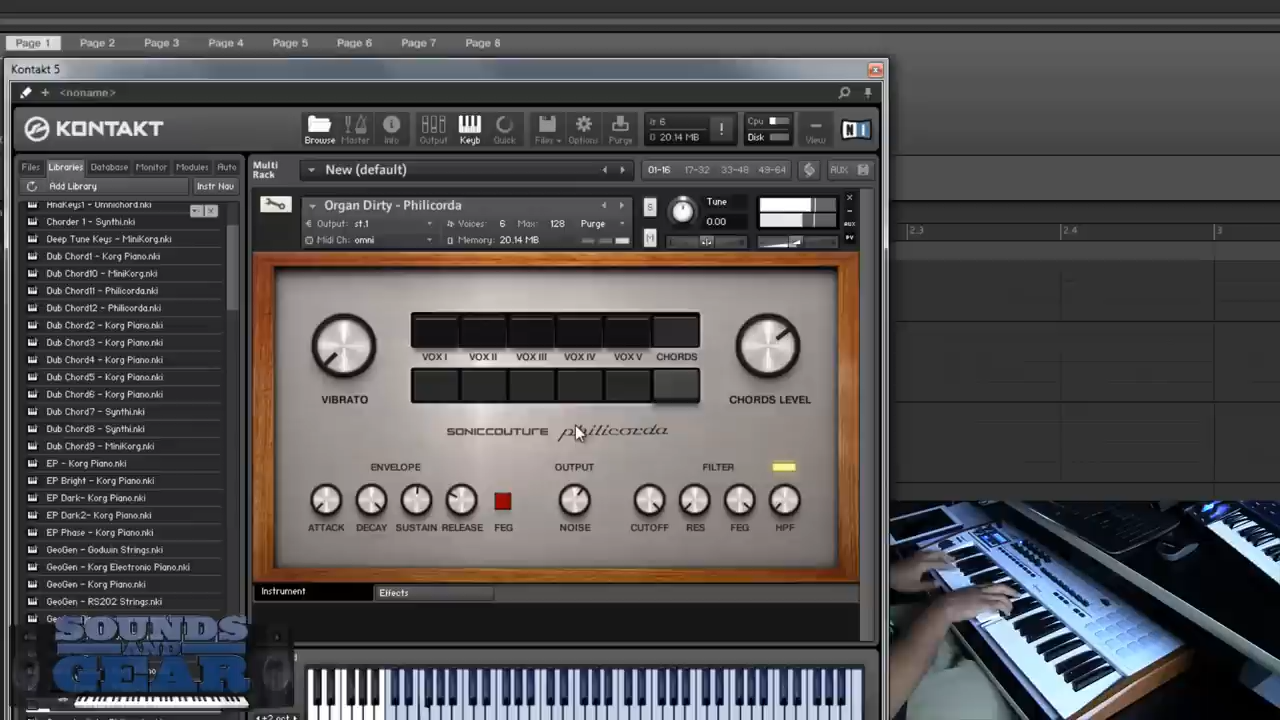 Page 1 Page 2 Page 3 Page 4 Page 5 Page 6 Page 7 Page 8
Kontakt 5
<noname>
KONTAKT
Browse Master Info Output Keyb Quick Files Options Purge View
6
20.14 MB
Cpu
Disk
NI
Files Libraries Database Monitor Modules Auto
Add Library Instr Nav
Multi Rack
New (default)
01-16 17-32 33-48 49-64 AUX
Organ Dirty - Philicorda
Output: st.1 Voices: 6 Max: 128 Purge
Midi Ch: omni Memory: 20.14 MB
S
M
Tune
0.00
AUX
PV
Chorder 1 - Synthi.nki
Deep Tune Keys - MiniKorg.nki
Dub Chord1 - Korg Piano.nki
Dub Chord10 - MiniKorg.nki
Dub Chord11 - Philicorda.nki
Dub Chord12 - Philicorda.nki
Dub Chord2 - Korg Piano.nki
Dub Chord3 - Korg Piano.nki
Dub Chord4 - Korg Piano.nki
Dub Chord5 - Korg Piano.nki
Dub Chord6 - Korg Piano.nki
Dub Chord7 - Synthi.nki
Dub Chord8 - Synthi.nki
Dub Chord9 - MiniKorg.nki
EP - Korg Piano.nki
EP Bright - Korg Piano.nki
EP Dark- Korg Piano.nki
EP Dark2- Korg Piano.nki
EP Phase - Korg Piano.nki
GeoGen - Godwin Strings.nki
GeoGen - Korg Electronic Piano.nki
GeoGen - Korg Piano.nki
GeoGen - RS202 Strings.nki
VOX I VOX II VOX III VOX IV VOX V CHORDS
VIBRATO
CHORDS LEVEL
SONICCOUTURE philicorda
ENVELOPE OUTPUT FILTER
ATTACK DECAY SUSTAIN RELEASE FEG NOISE CUTOFF RES FEG HPF
Instrument Effects
2.3 2.4 3
SOUNDS
AND
GEAR